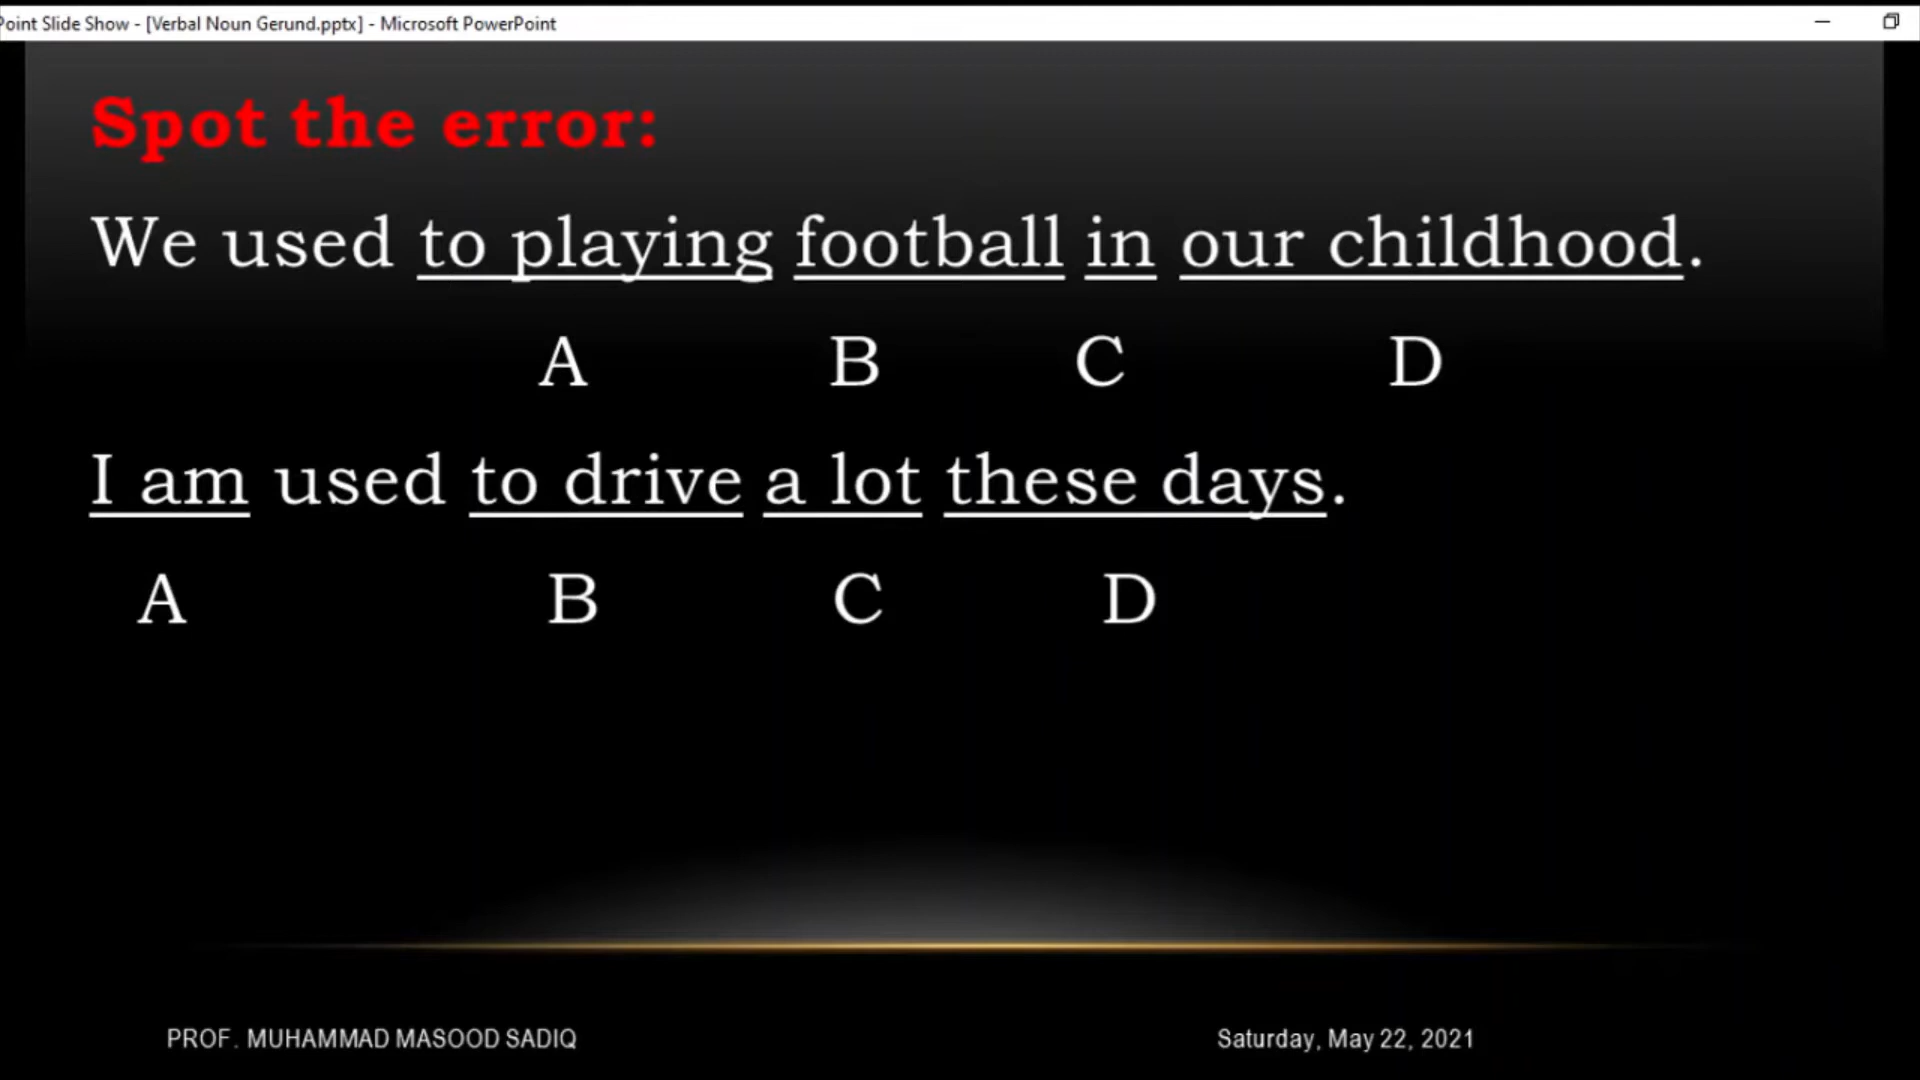 Point Slide Show - [Verbal Noun Gerund.pptx] - Microsoft PowerPoint
Spot the error:
We used to playing football in our childhood.
A B C D
I am used to drive a lot these days.
A B C D
PROF. MUHAMMAD MASOOD SADIQ Saturday, May 22, 2021